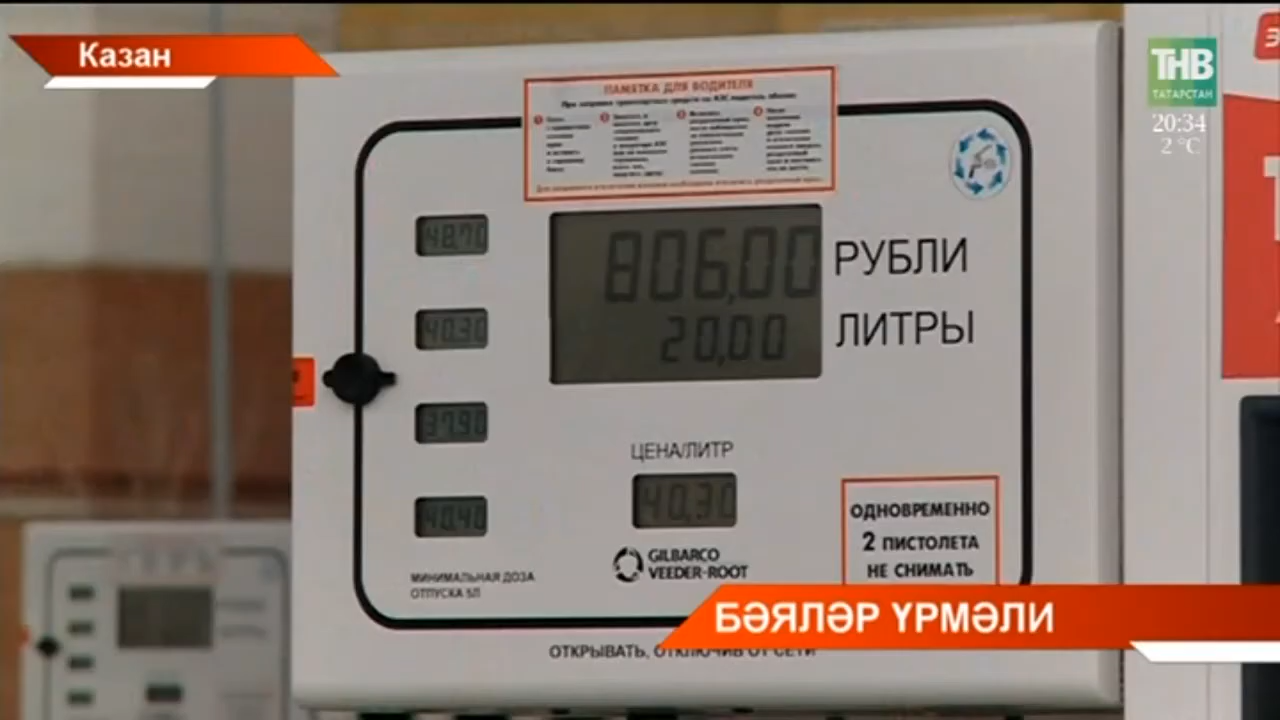 Казан
ТНВ
ТАТАРСТАН
20:34
2 °C
ПАМЯТКА ДЛЯ ВОДИТЕЛЯ
48.70
806,00 РУБЛИ
40.30
20,00 ЛИТРЫ
37.90
ЦЕНА/ЛИТР
40.40
40,30
ОДНОВРЕМЕННО
2 ПИСТОЛЕТА
НЕ СНИМАТЬ
GILBARCO
VEEDER-ROOT
МИНИМАЛЬНАЯ ДОЗА
ОТПУСКА 5Л
БӘЯЛӘР ҮРМӘЛИ
ОТКРЫВАТЬ, ОТКЛЮЧИВ ОТ СЕТИ